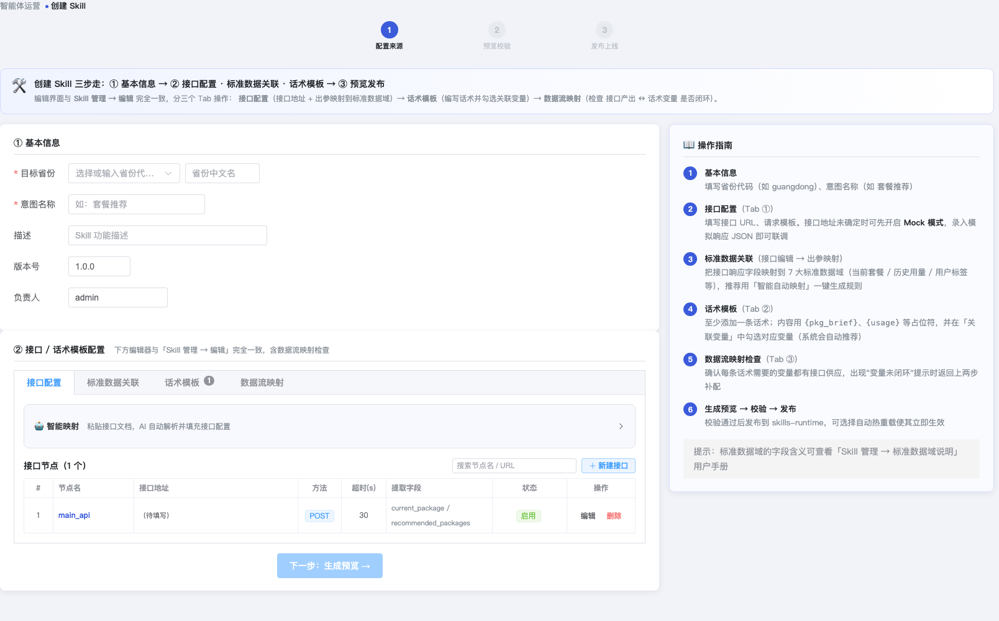 智能体运营 • 创建 Skill
1
2
3
配置来源
预览校验
发布上线
创建 Skill 三步走：① 基本信息 → ② 接口配置 · 标准数据关联 · 话术模板 → ③ 预览发布
编辑界面与 Skill 管理 → 编辑 完全一致，分三个 Tab 操作： 接口配置（接口地址 + 出参映射到标准数据域）→ 话术模板（编写话术并勾选关联变量）→ 数据流映射（检查 接口产出 ↔ 话术变量 是否闭环）。
① 基本信息
* 目标省份 选择或输入省份代... 省份中文名
* 意图名称 如：套餐推荐
描述 Skill 功能描述
版本号 1.0.0
负责人 admin
② 接口 / 话术模板配置 下方编辑器与「Skill 管理 → 编辑」完全一致，含数据流映射检查
接口配置 标准数据关联 话术模板 1 数据流映射
智能映射 粘贴接口文档，AI 自动解析并填充接口配置
接口节点（1 个） 搜索节点名 / URL + 新建接口
# 节点名 接口地址 方法 超时(s) 提取字段 状态 操作
1 main_api （待填写） POST 30 current_package / recommended_packages 启用 编辑 删除
下一步：生成预览 →
操作指南
1 基本信息
填写省份代码（如 guangdong）、意图名称（如 套餐推荐）
2 接口配置（Tab ①）
填写接口 URL、请求模板。接口地址未确定时可先开启 Mock 模式，录入模
拟响应 JSON 即可联调
3 标准数据关联（接口编辑 → 出参映射）
把接口响应字段映射到 7 大标准数据域（当前套餐 / 历史用量 / 用户标签
等），推荐用「智能自动映射」一键生成规则
4 话术模板（Tab ②）
至少添加一条话术；内容用 {pkg_brief}、{usage} 等占位符，并在「关
联变量」中勾选对应变量（系统会自动推荐）
5 数据流映射检查（Tab ③）
确认每条话术需要的变量都有接口供应，出现"变量未闭环"提示时返回上两步
补配
6 生成预览 → 校验 → 发布
校验通过后发布到 skills-runtime，可选择自动热重载使其立即生效
提示：标准数据域的字段含义可查看「Skill 管理 → 标准数据域说明」
用户手册